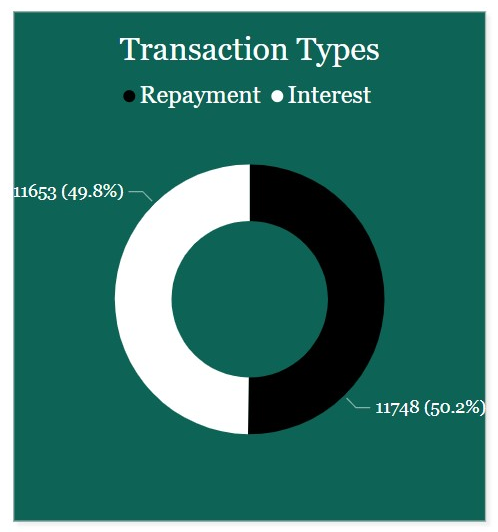 Transaction Types
Repayment Interest
11653 (49.8%)
11748 (50.2%)